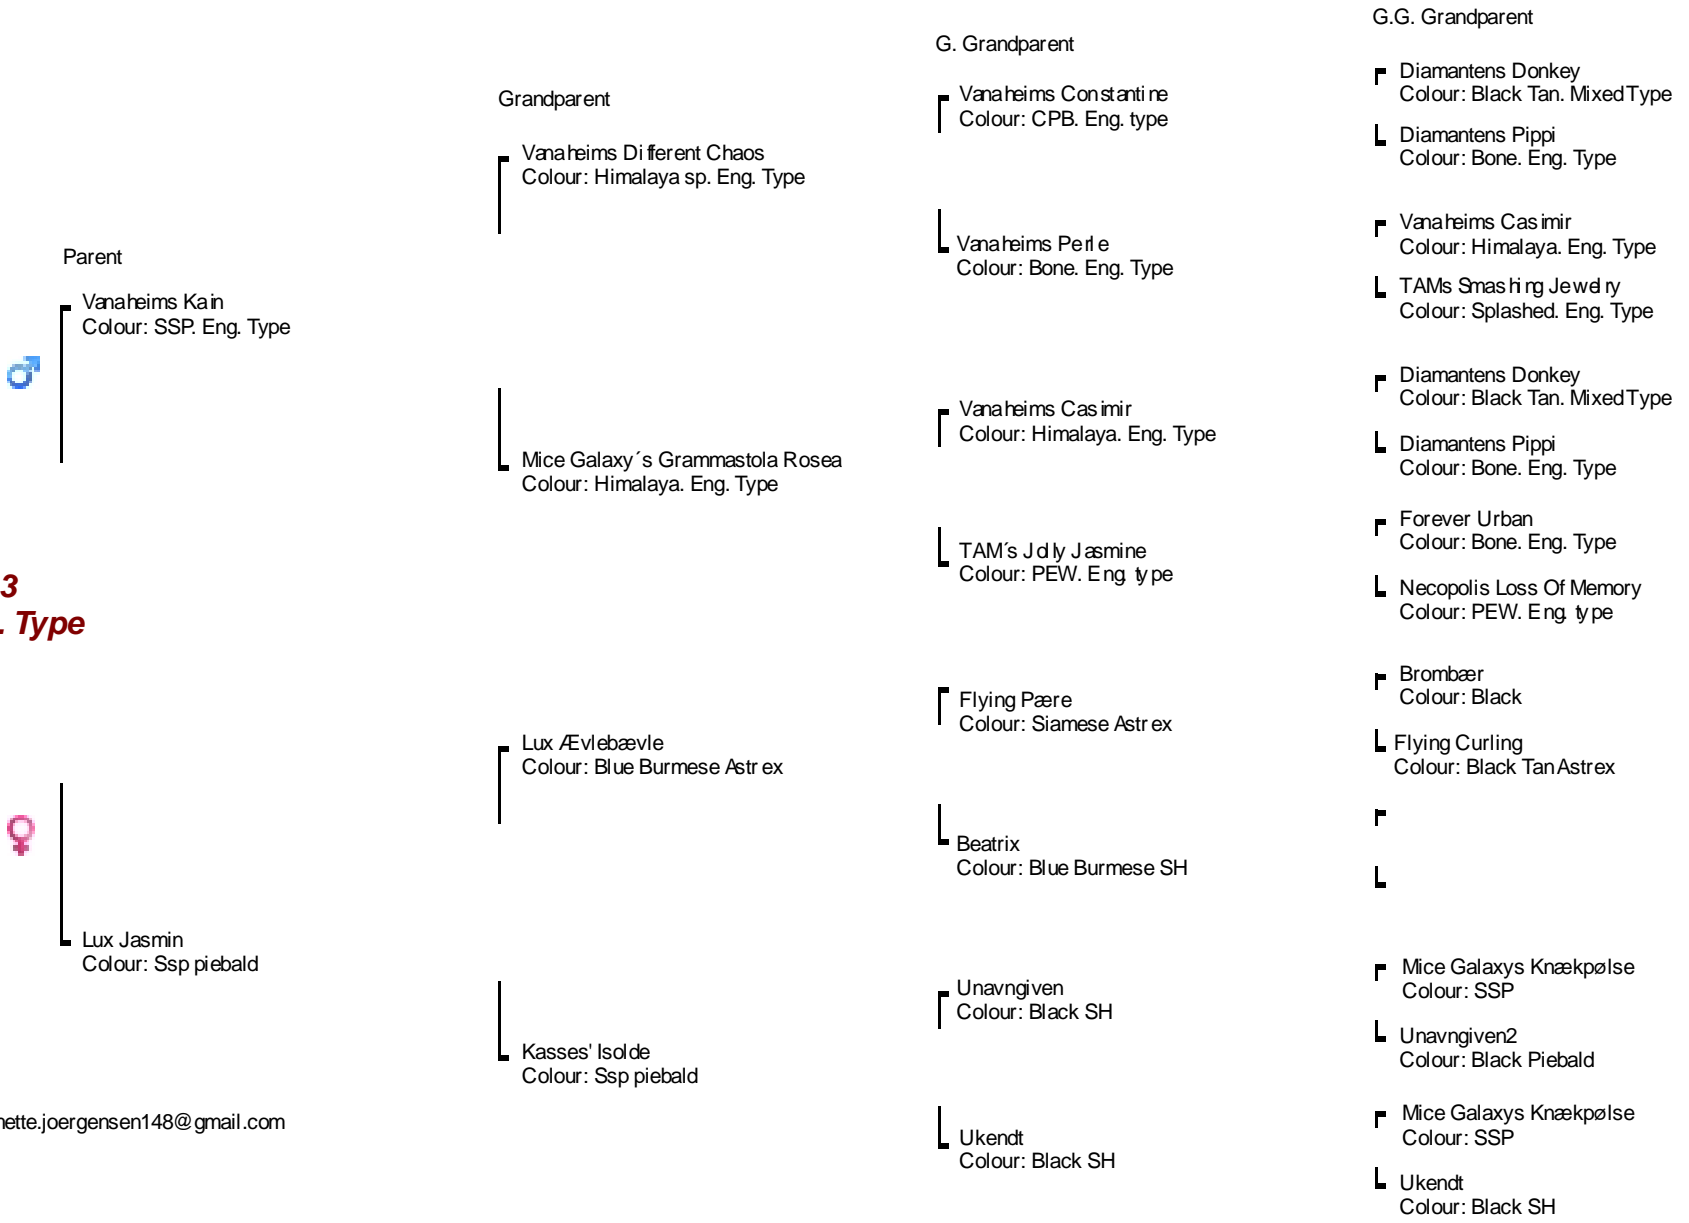 Parent
Vanaheims Kain
Colour: SSP. Eng. Type
3
. Type
Lux Jasmin
Colour: Ssp piebald
nette.joergensen148@gmail.com
Grandparent
Vanaheims Different Chaos
Colour: Himalaya sp. Eng. Type
Mice Galaxy´s Grammastola Rosea
Colour: Himalaya. Eng. Type
Lux Ævlebævle
Colour: Blue Burmese Astrex
Kasses' Isolde
Colour: Ssp piebald
G. Grandparent
Vanaheims Constantine
Colour: CPB. Eng. type
Vanaheims Perle
Colour: Bone. Eng. Type
Vanaheims Casimir
Colour: Himalaya. Eng. Type
TAM´s Jolly Jasmine
Colour: PEW. Eng. type
Flying Pære
Colour: Siamese Astrex
Beatrix
Colour: Blue Burmese SH
Unavngiven
Colour: Black SH
Ukendt
Colour: Black SH
G.G. Grandparent
Diamantens Donkey
Colour: Black Tan. Mixed Type
Diamantens Pippi
Colour: Bone. Eng. Type
Vanaheims Casimir
Colour: Himalaya. Eng. Type
TAMs Smashing Jewelry
Colour: Splashed. Eng. Type
Diamantens Donkey
Colour: Black Tan. Mixed Type
Diamantens Pippi
Colour: Bone. Eng. Type
Forever Urban
Colour: Bone. Eng. Type
Necopolis Loss Of Memory
Colour: PEW. Eng. type
Brombær
Colour: Black
Flying Curling
Colour: Black Tan Astrex
Mice Galaxys Knækpølse
Colour: SSP
Unavngiven2
Colour: Black Piebald
Mice Galaxys Knækpølse
Colour: SSP
Ukendt
Colour: Black SH